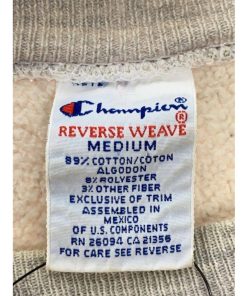 Champion
®
REVERSE WEAVE
MEDIUM
89% COTTON/COTON
ALGODON
8% POLYESTER
3% OTHER FIBER
EXCLUSIVE OF TRIM
ASSEMBLED IN
MEXICO
OF U.S. COMPONENTS
RN 26094 CA 21356
FOR CARE SEE REVERSE